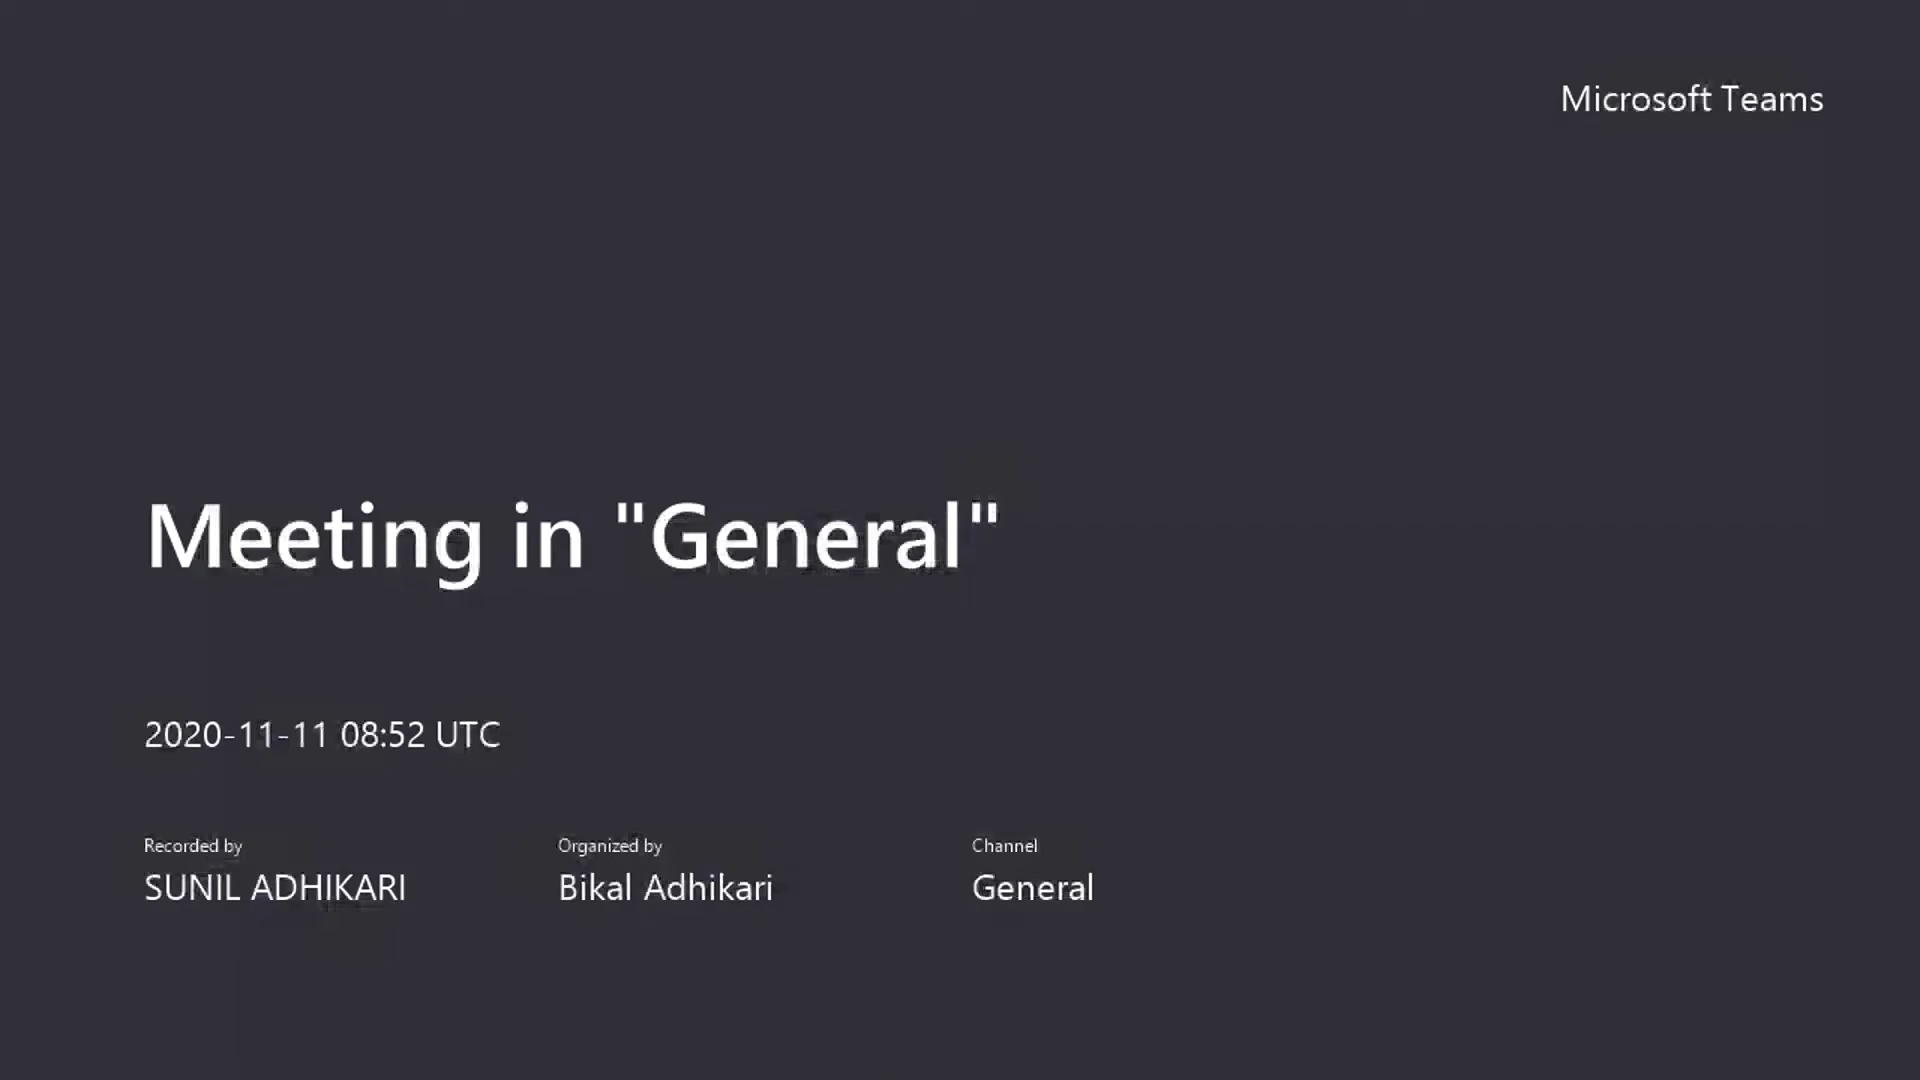 Microsoft Teams
Meeting in "General"
2020-11-11 08:52 UTC
Recorded by
SUNIL ADHIKARI
Organized by
Bikal Adhikari
Channel
General